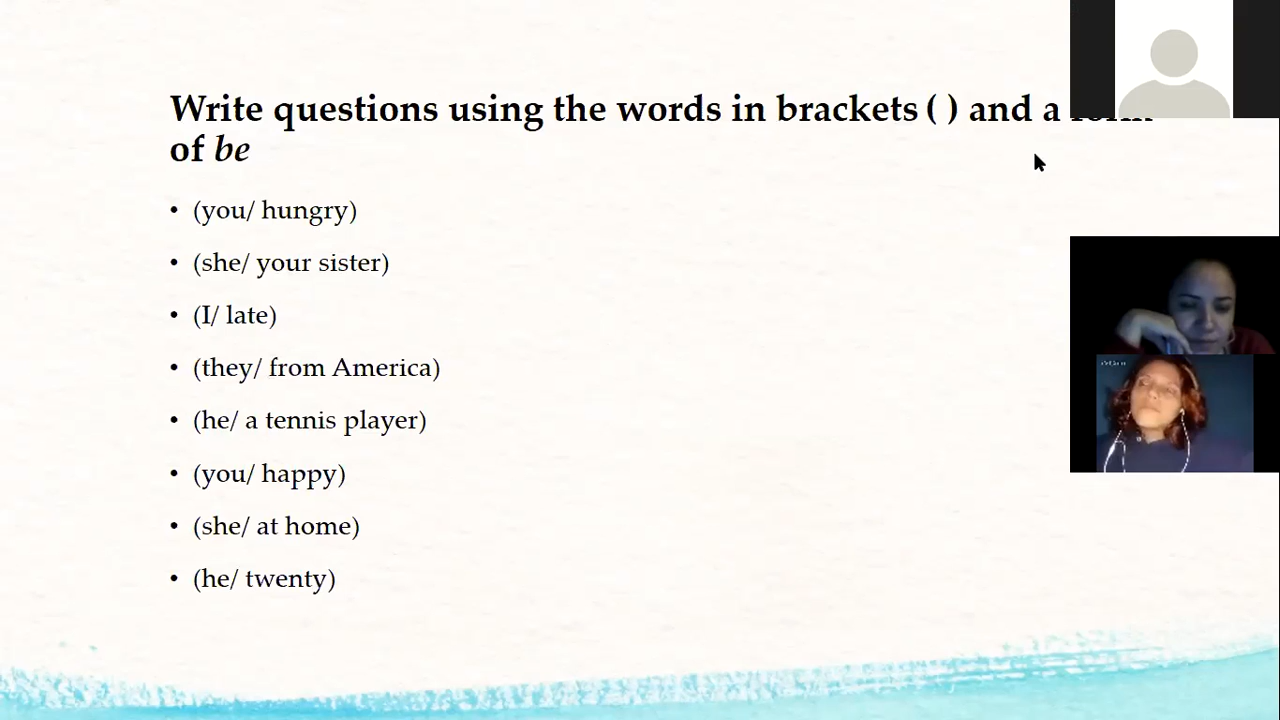 Write questions using the words in brackets ( ) and a
of be
• (you/ hungry)
• (she/ your sister)
• (I/ late)
• (they/ from America)
• (he/ a tennis player)
• (you/ happy)
• (she/ at home)
• (he/ twenty)